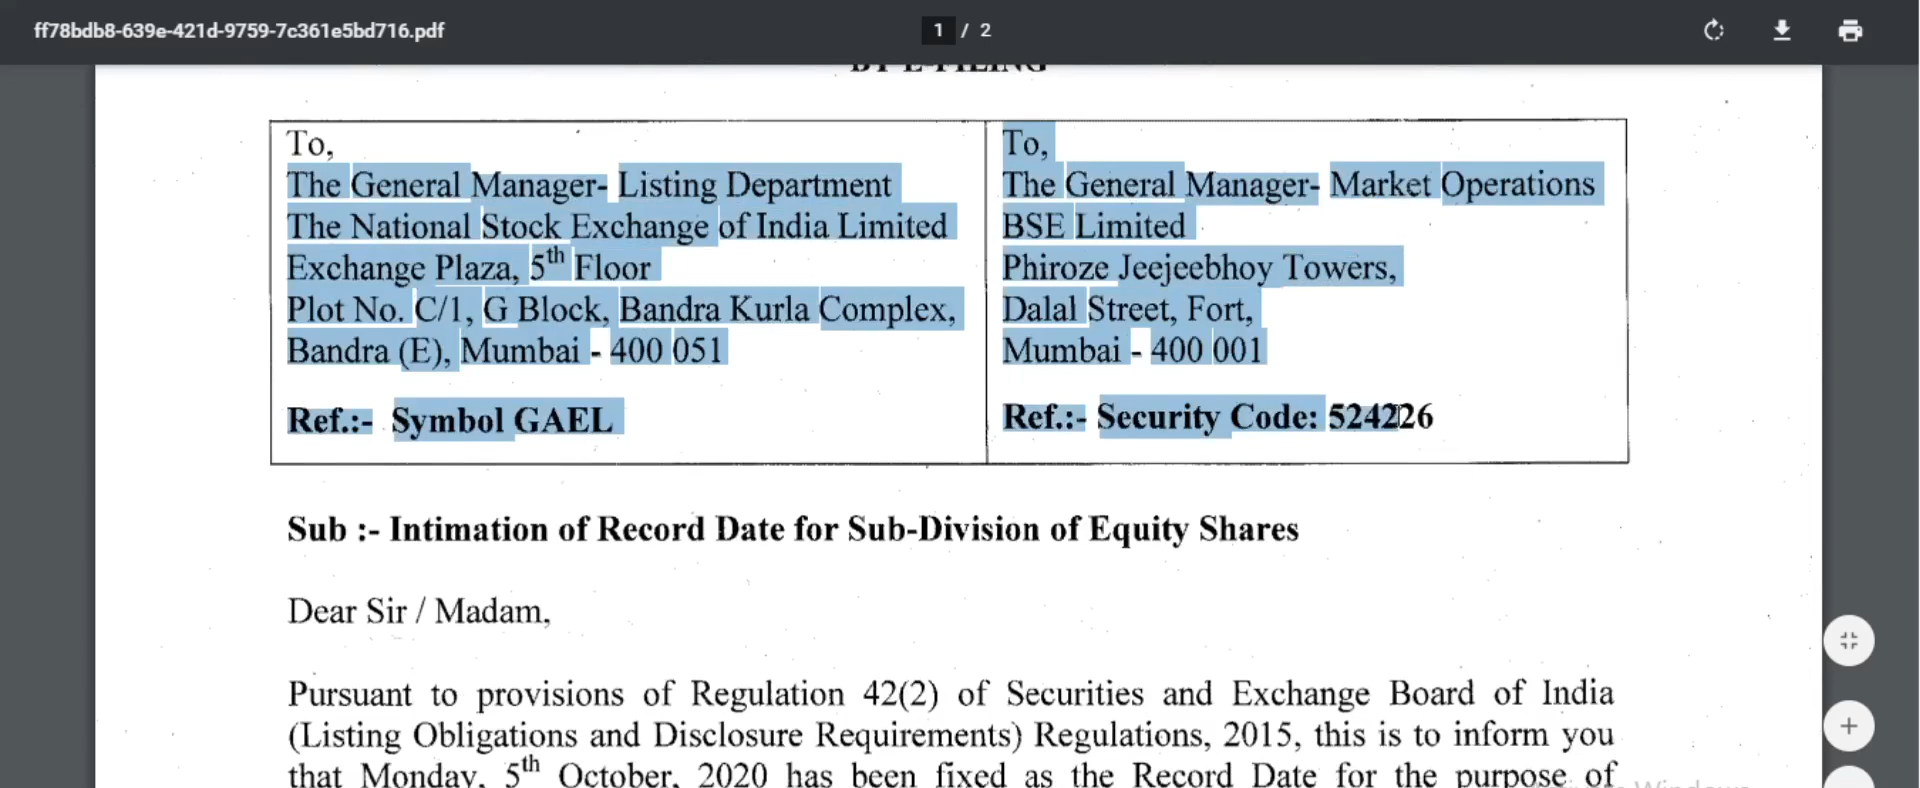 ff78bdb8-639e-421d-9759-7c361e5bd716.pdf
1 / 2
BY E-FILING
To,
The General Manager- Listing Department
The National Stock Exchange of India Limited
Exchange Plaza, 5th Floor
Plot No. C/1, G Block, Bandra Kurla Complex,
Bandra (E), Mumbai - 400 051
Ref.:- Symbol GAEL
To,
The General Manager- Market Operations
BSE Limited
Phiroze Jeejeebhoy Towers,
Dalal Street, Fort,
Mumbai - 400 001
Ref.:- Security Code: 524226
Sub :- Intimation of Record Date for Sub-Division of Equity Shares
Dear Sir / Madam,
Pursuant to provisions of Regulation 42(2) of Securities and Exchange Board of India
(Listing Obligations and Disclosure Requirements) Regulations, 2015, this is to inform you
that Monday, 5th October, 2020 has been fixed as the Record Date for the purpose of